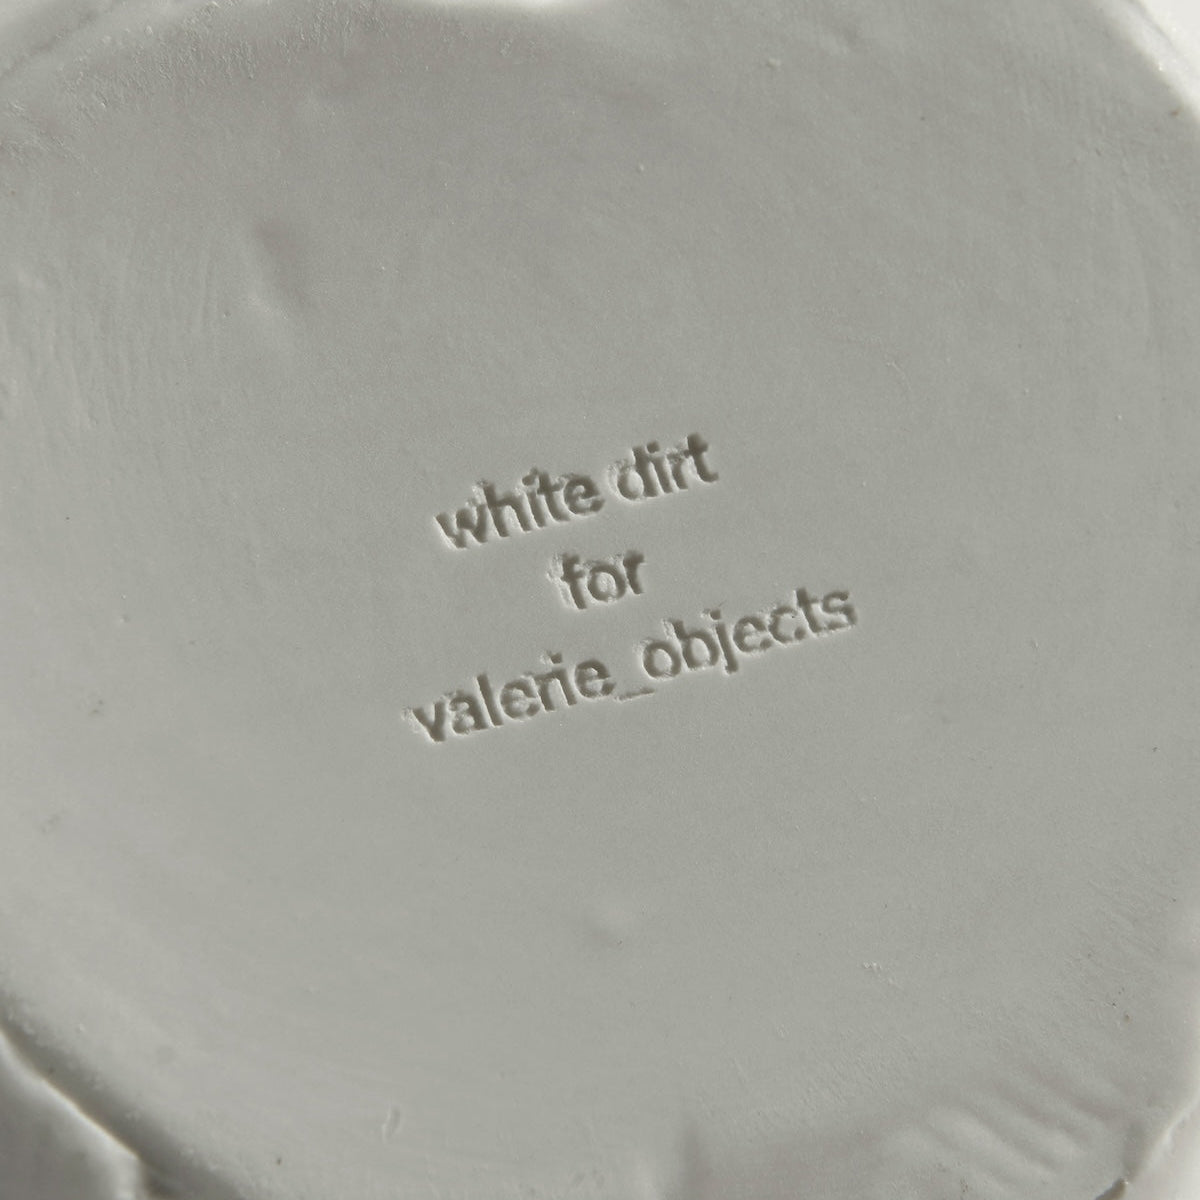 white dirt
for
valerie_objects